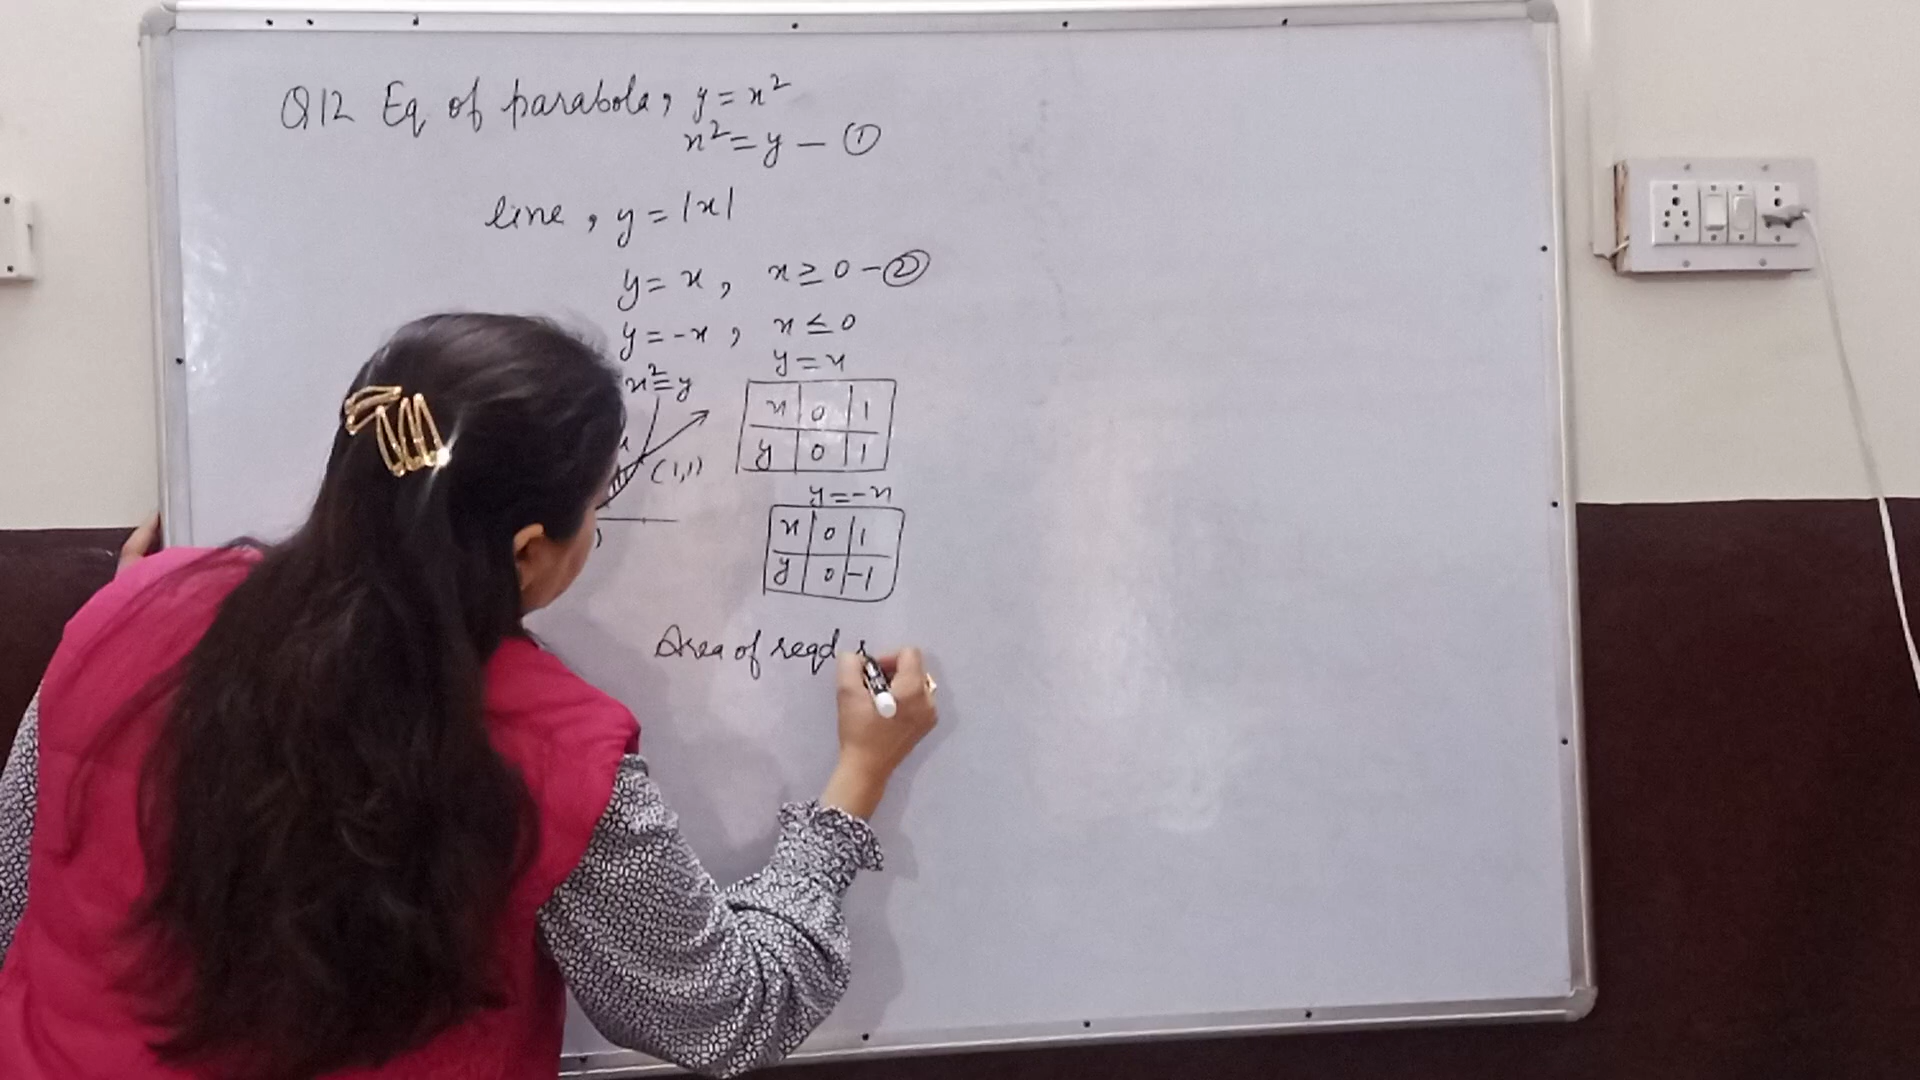 Q12 Eq of parabola, y = x²
x² = y — ①
line, y = |x|
y = x, x ≥ 0 — ②
y = -x, x ≤ 0
x² = y
(1,1)
y = x
x 0 1
y 0 1
y = -x
x 0 1
y 0 -1
Area of reqd